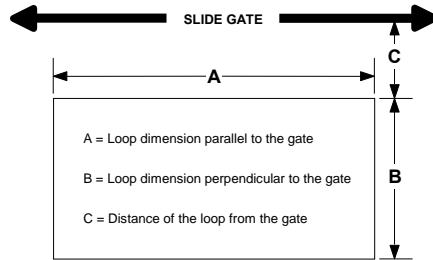 SLIDE GATE
C
A
A = Loop dimension parallel to the gate
B = Loop dimension perpendicular to the gate
B
C = Distance of the loop from the gate